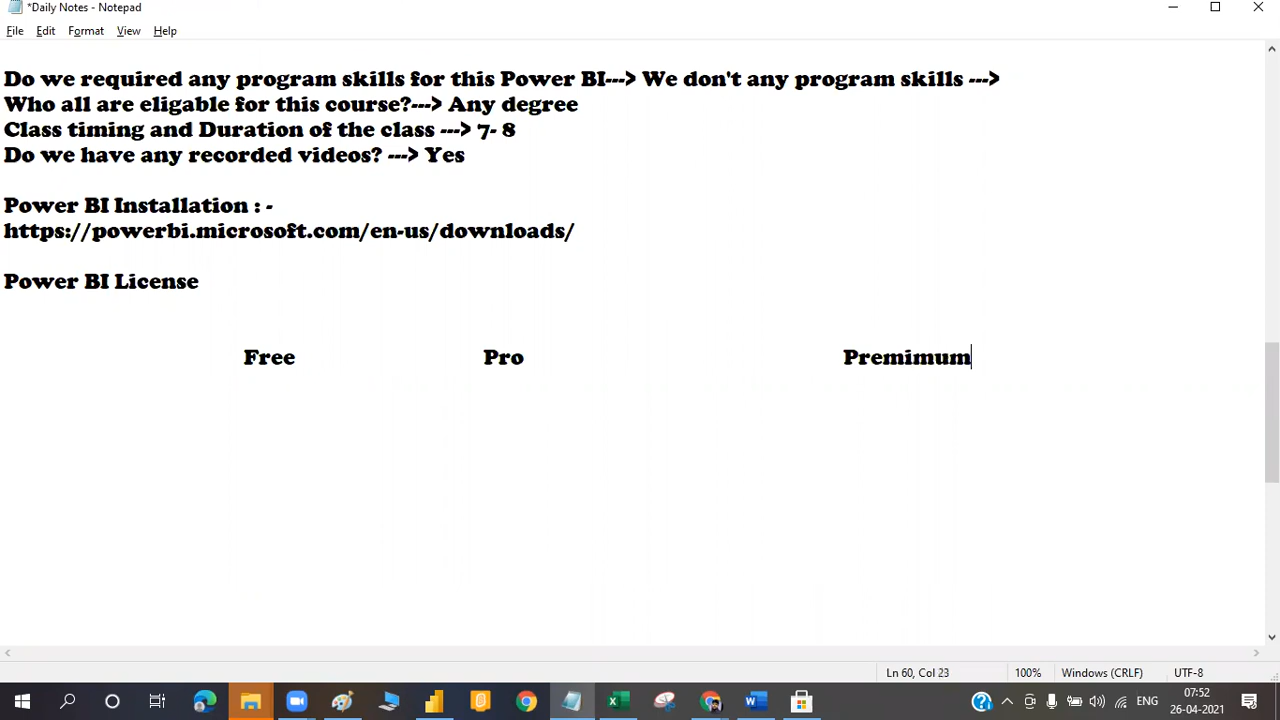 *Daily Notes - Notepad
File Edit Format View Help
Do we required any program skills for this Power BI---> We don't any program skills --->
Who all are eligable for this course?---> Any degree
Class timing and Duration of the class ---> 7- 8
Do we have any recorded videos? ---> Yes
Power BI Installation : -
https://powerbi.microsoft.com/en-us/downloads/
Power BI License
Free Pro Premimum
Ln 60, Col 23 100% Windows (CRLF) UTF-8
ENG
07:52
26-04-2021